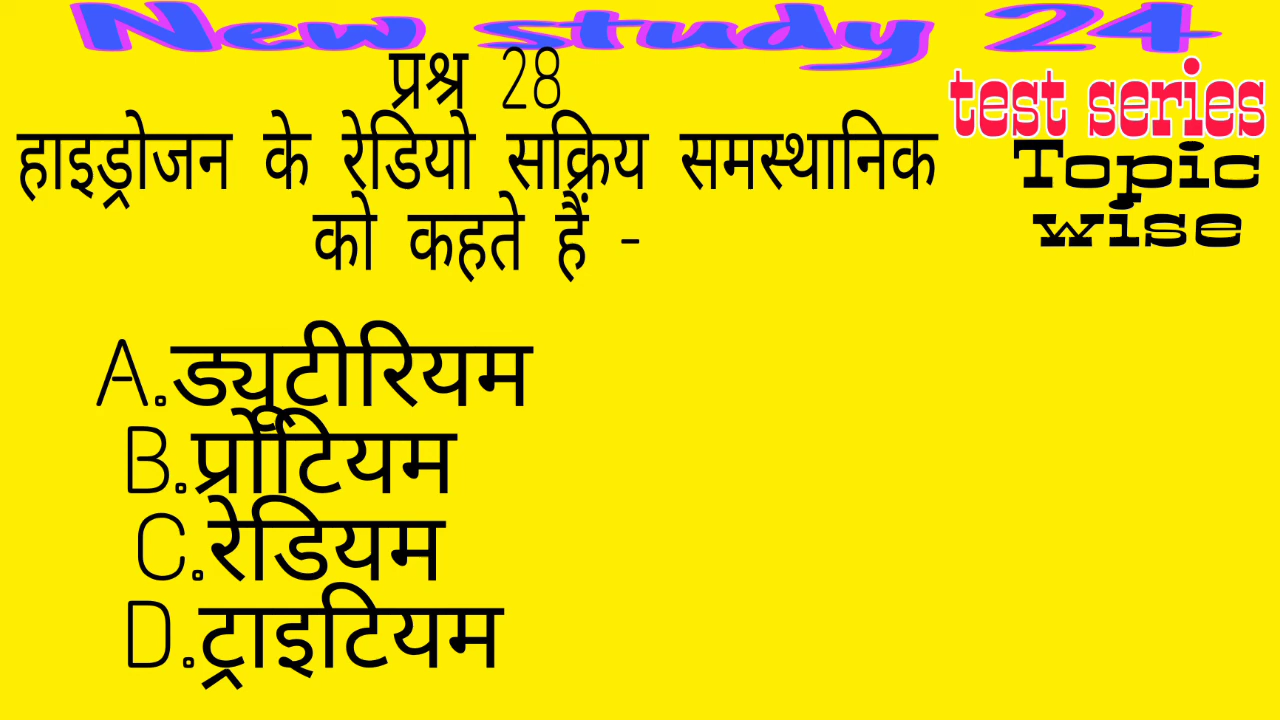 New study 24
test series
Topic
wise
प्रश्न 28
हाइड्रोजन के रेडियो सक्रिय समस्थानिक
को कहते हैं -
A.ड्यूटीरियम
B.प्रोटियम
C.रेडियम
D.ट्राइटियम